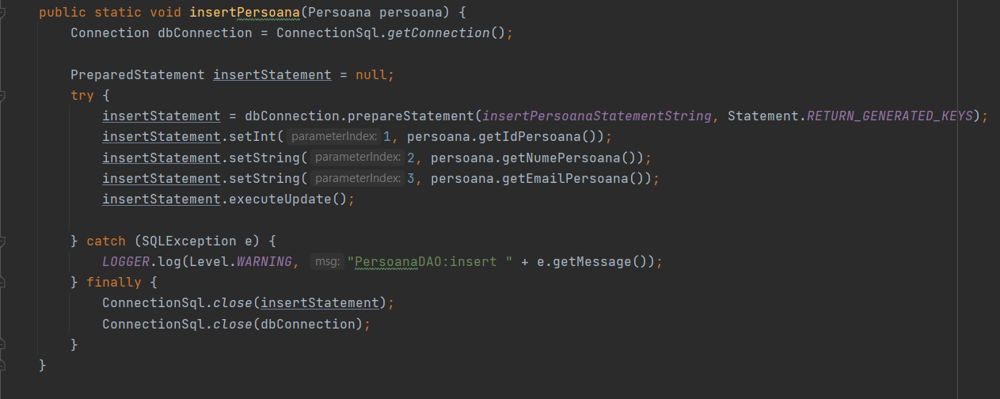 public static void insertPersoana(Persoana persoana) {
Connection dbConnection = ConnectionSql.getConnection();
PreparedStatement insertStatement = null;
try {
insertStatement = dbConnection.prepareStatement(insertPersoanaStatementString, Statement.RETURN_GENERATED_KEYS);
insertStatement.setInt( parameterIndex: 1, persoana.getIdPersoana());
insertStatement.setString( parameterIndex: 2, persoana.getNumePersoana());
insertStatement.setString( parameterIndex: 3, persoana.getEmailPersoana());
insertStatement.executeUpdate();
} catch (SQLException e) {
LOGGER.log(Level.WARNING, msg: "PersoanaDAO:insert " + e.getMessage());
} finally {
ConnectionSql.close(insertStatement);
ConnectionSql.close(dbConnection);
}
}